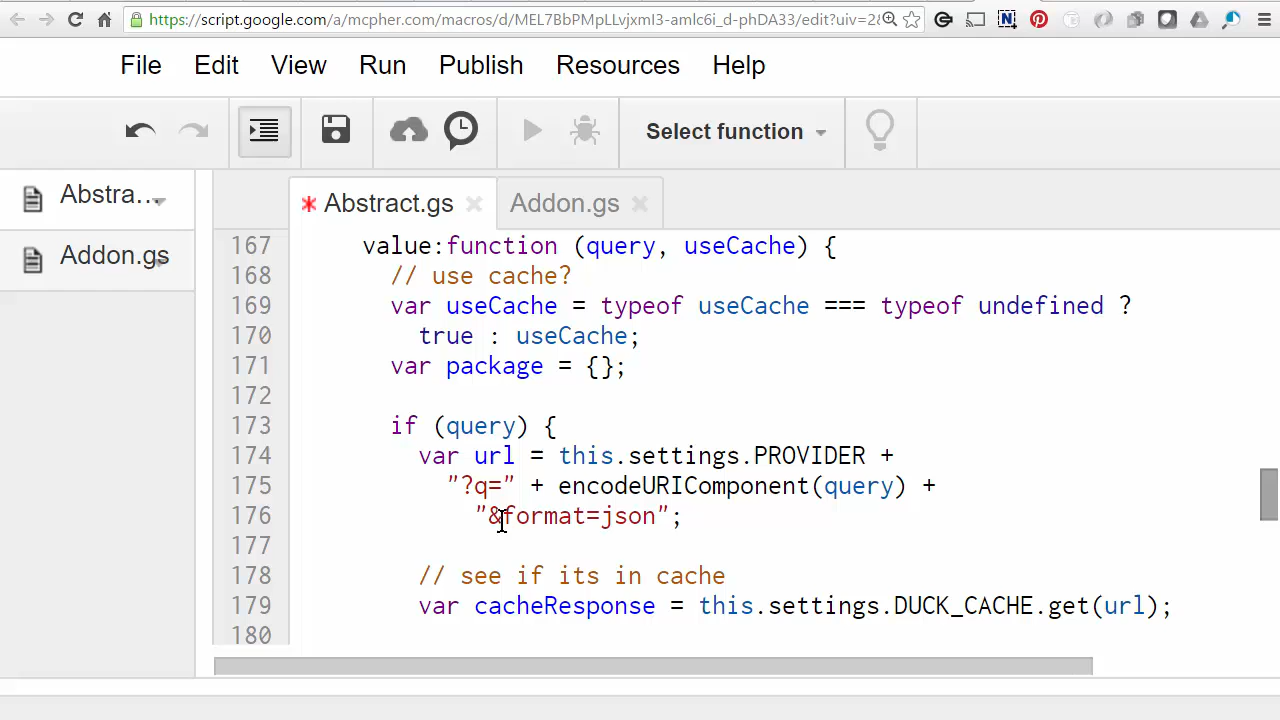 https://script.google.com/a/mcpher.com/macros/d/MEL7BBPMpLLvjxmI3-amlc6i_d-phDA33/edit?uiv=2&
File Edit View Run Publish Resources Help
Select function
Abstra...
Abstract.gs
Addon.gs
Addon.gs
167 value:function (query, useCache) {
168 // use cache?
169 var useCache = typeof useCache === typeof undefined ?
170 true : useCache;
171 var package = {};
172
173 if (query) {
174 var url = this.settings.PROVIDER +
175 "?q=" + encodeURIComponent(query) +
176 "&format=json";
177
178 // see if its in cache
179 var cacheResponse = this.settings.DUCK_CACHE.get(url);
180